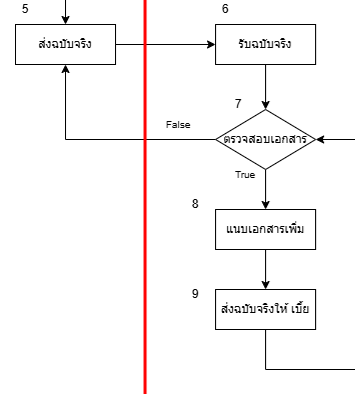 5
6
ส่งฉบับจริง
รับฉบับจริง
7
False
ตรวจสอบเอกสาร
True
8
แนบเอกสารเพิ่ม
9
ส่งฉบับจริงให้ เบี้ย